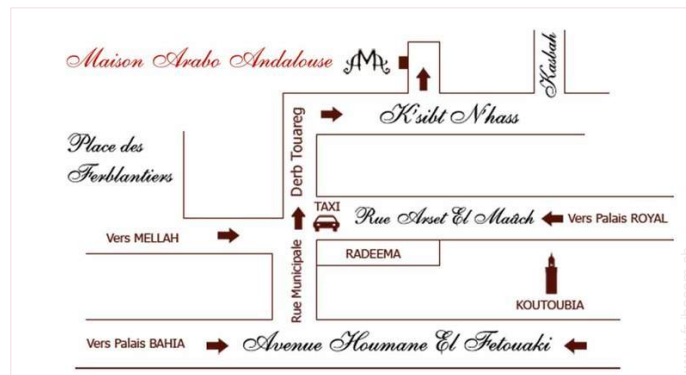 Maison Arabo Andalouse
AMA
Kasbah
K'sibt N'hass
Derb Touareg
Place des
Ferblantiers
TAXI
Rue Arset El Maâch
Vers Palais ROYAL
Vers MELLAH
RADEEMA
Rue Municipale
KOUTOUBIA
Vers Palais BAHIA
Avenue Houmane El Fetouaki